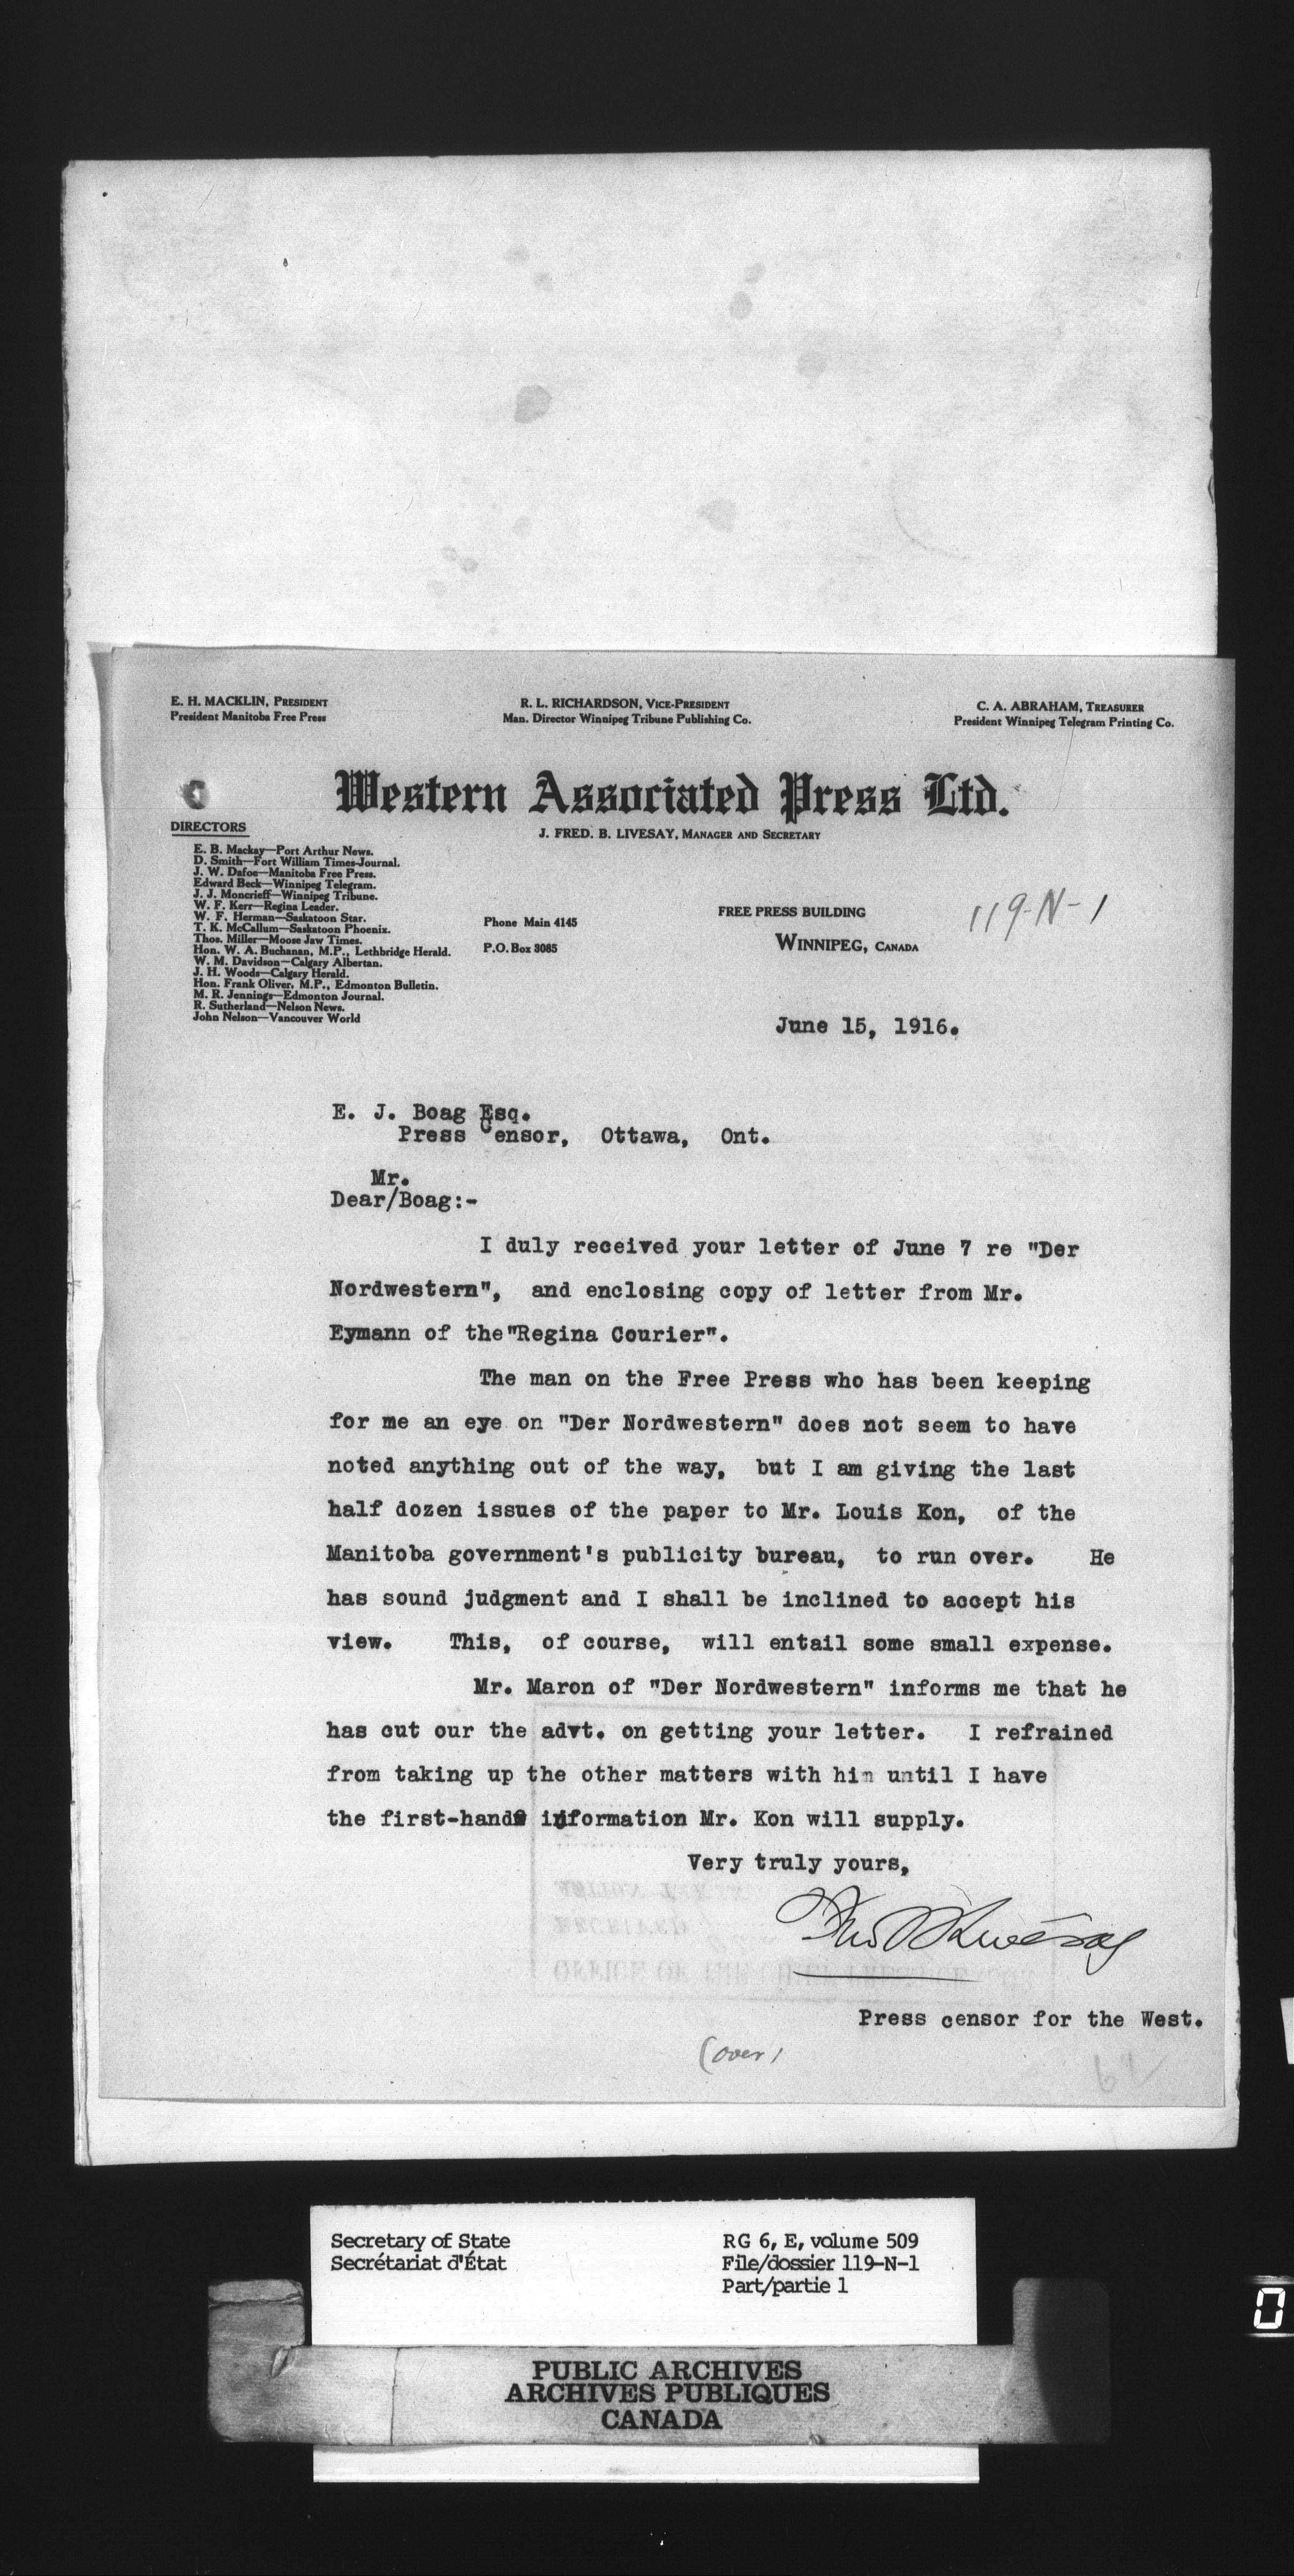 E. H. MACKLIN, PRESIDENT
President Manitoba Free Press
R. L. RICHARDSON, VICE-PRESIDENT
Man. Director Winnipeg Tribune Publishing Co.
C. A. ABRAHAM, TREASURER
President Winnipeg Telegram Printing Co.
Western Associated Press Ltd.
J. FRED. B. LIVESAY, MANAGER AND SECRETARY
DIRECTORS
E. B. Mackay—Port Arthur News.
D. Smith—Fort William Times-Journal.
J. W. Dafoe—Manitoba Free Press.
Edward Beck—Winnipeg Telegram.
J. J. Moncrieff—Winnipeg Tribune.
W. F. Kerr—Regina Leader.
W. F. Herman—Saskatoon Star.
T. K. McCallum—Saskatoon Phoenix.
Thos. Miller—Moose Jaw Times.
Hon. W. A. Buchanan, M.P., Lethbridge Herald.
W. M. Davidson—Calgary Albertan.
J. H. Woods—Calgary Herald.
Hon. Frank Oliver, M.P., Edmonton Bulletin.
M. R. Jennings—Edmonton Journal.
R. Sutherland—Nelson News.
John Nelson—Vancouver World
Phone Main 4145
P.O. Box 3085
FREE PRESS BUILDING
WINNIPEG, CANADA
119-N-1
June 15, 1916.
E. J. Boag Esq.
Press Censor, Ottawa, Ont.
Mr.
Dear/Boag:-
I duly received your letter of June 7 re "Der
Nordwestern", and enclosing copy of letter from Mr.
Eymann of the"Regina Courier".
The man on the Free Press who has been keeping
for me an eye on "Der Nordwestern" does not seem to have
noted anything out of the way, but I am giving the last
half dozen issues of the paper to Mr. Louis Kon, of the
Manitoba government's publicity bureau, to run over. He
has sound judgment and I shall be inclined to accept his
view. This, of course, will entail some small expense.
Mr. Maron of "Der Nordwestern" informs me that he
has cut our the advt. on getting your letter. I refrained
from taking up the other matters with him until I have
the first-hand information Mr. Kon will supply.
Very truly yours,
Fred Livesay
Press censor for the West.
(over)
Secretary of State
Secrétariat d'État
RG 6, E, volume 509
File/dossier 119-N-1
Part/partie 1
PUBLIC ARCHIVES
ARCHIVES PUBLIQUES
CANADA
0